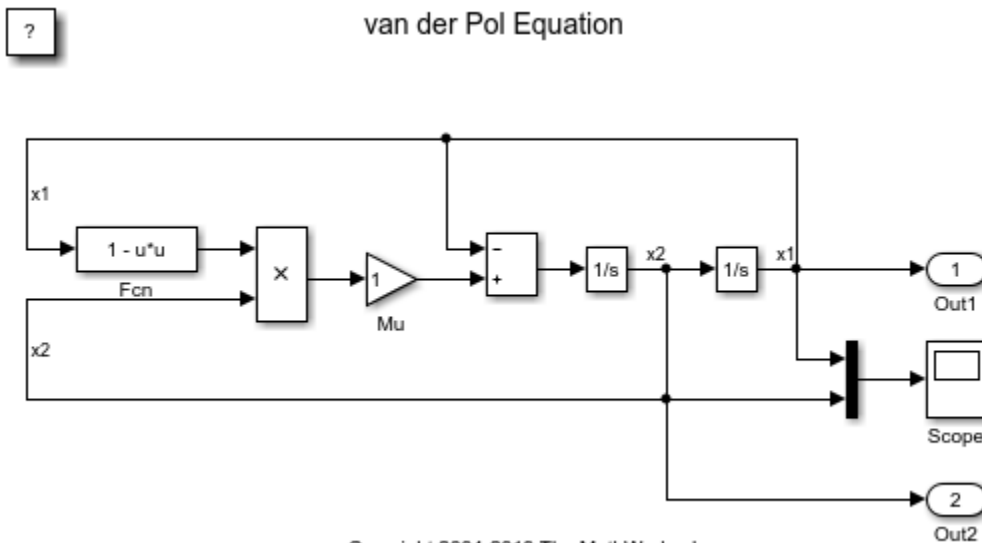 ?
van der Pol Equation
x1
1 - u*u
Fcn
×
1
Mu
−
+
1/s
x2
1/s
x1
1
Out1
x2
Scope
2
Out2